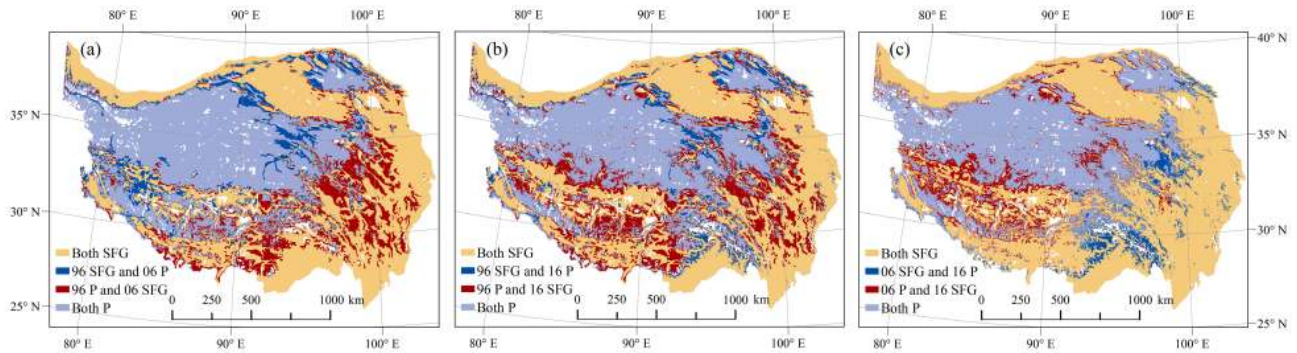 80° E 90° E 100° E 80° E 90° E 100° E 80° E 90° E 100° E
(a) (b) (c)
40° N
35° N 35° N
30° N 30° N
25° N 25° N
Both SFG
96 SFG and 06 P
96 P and 06 SFG
Both P
0 250 500 1000 km
Both SFG
96 SFG and 16 P
96 P and 16 SFG
Both P
0 250 500 1000 km
Both SFG
06 SFG and 16 P
06 P and 16 SFG
Both P
0 250 500 1000 km
80° E 90° E 100° E 80° E 90° E 100° E 80° E 90° E 100° E